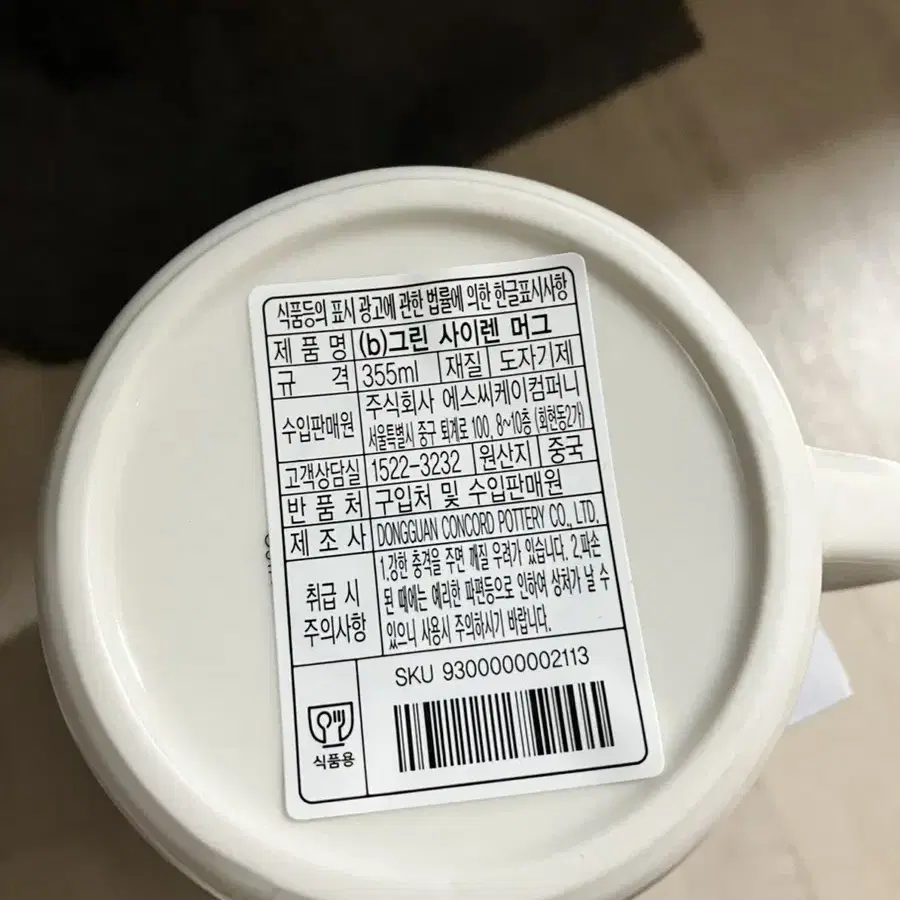 식품등의 표시 광고에 관한 법률에 의한 한글표시사항
제 품 명 (b)그린 사이렌 머그
규 격 355ml 재질 도자기제
수입판매원 주식회사 에스씨케이컴퍼니
서울특별시 중구 퇴계로 100, 8~10층 (회현동2가)
고객상담실 1522-3232 원산지 중국
반 품 처 구입처 및 수입판매원
제 조 사 DONGGUAN CONCORD POTTERY CO., LTD.
취급 시
주의사항
1.강한 충격을 주면 깨질 우려가 있습니다. 2.파손
된 때에는 예리한 파편등으로 인하여 상처가 날 수
있으니 사용시 주의하시기 바랍니다.
SKU 9300000002113
식품용